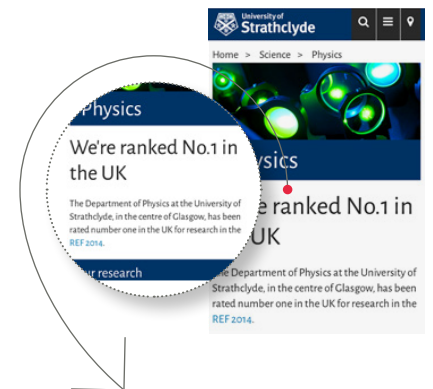 University of
Strathclyde
Home > Science > Physics
Physics
We're ranked No.1 in
the UK
The Department of Physics at the University of
Strathclyde, in the centre of Glasgow, has been
rated number one in the UK for research in the
REF 2014.
ur research
ysics
e ranked No.1 in
UK
e Department of Physics at the University of
Strathclyde, in the centre of Glasgow, has been
rated number one in the UK for research in the
REF 2014.